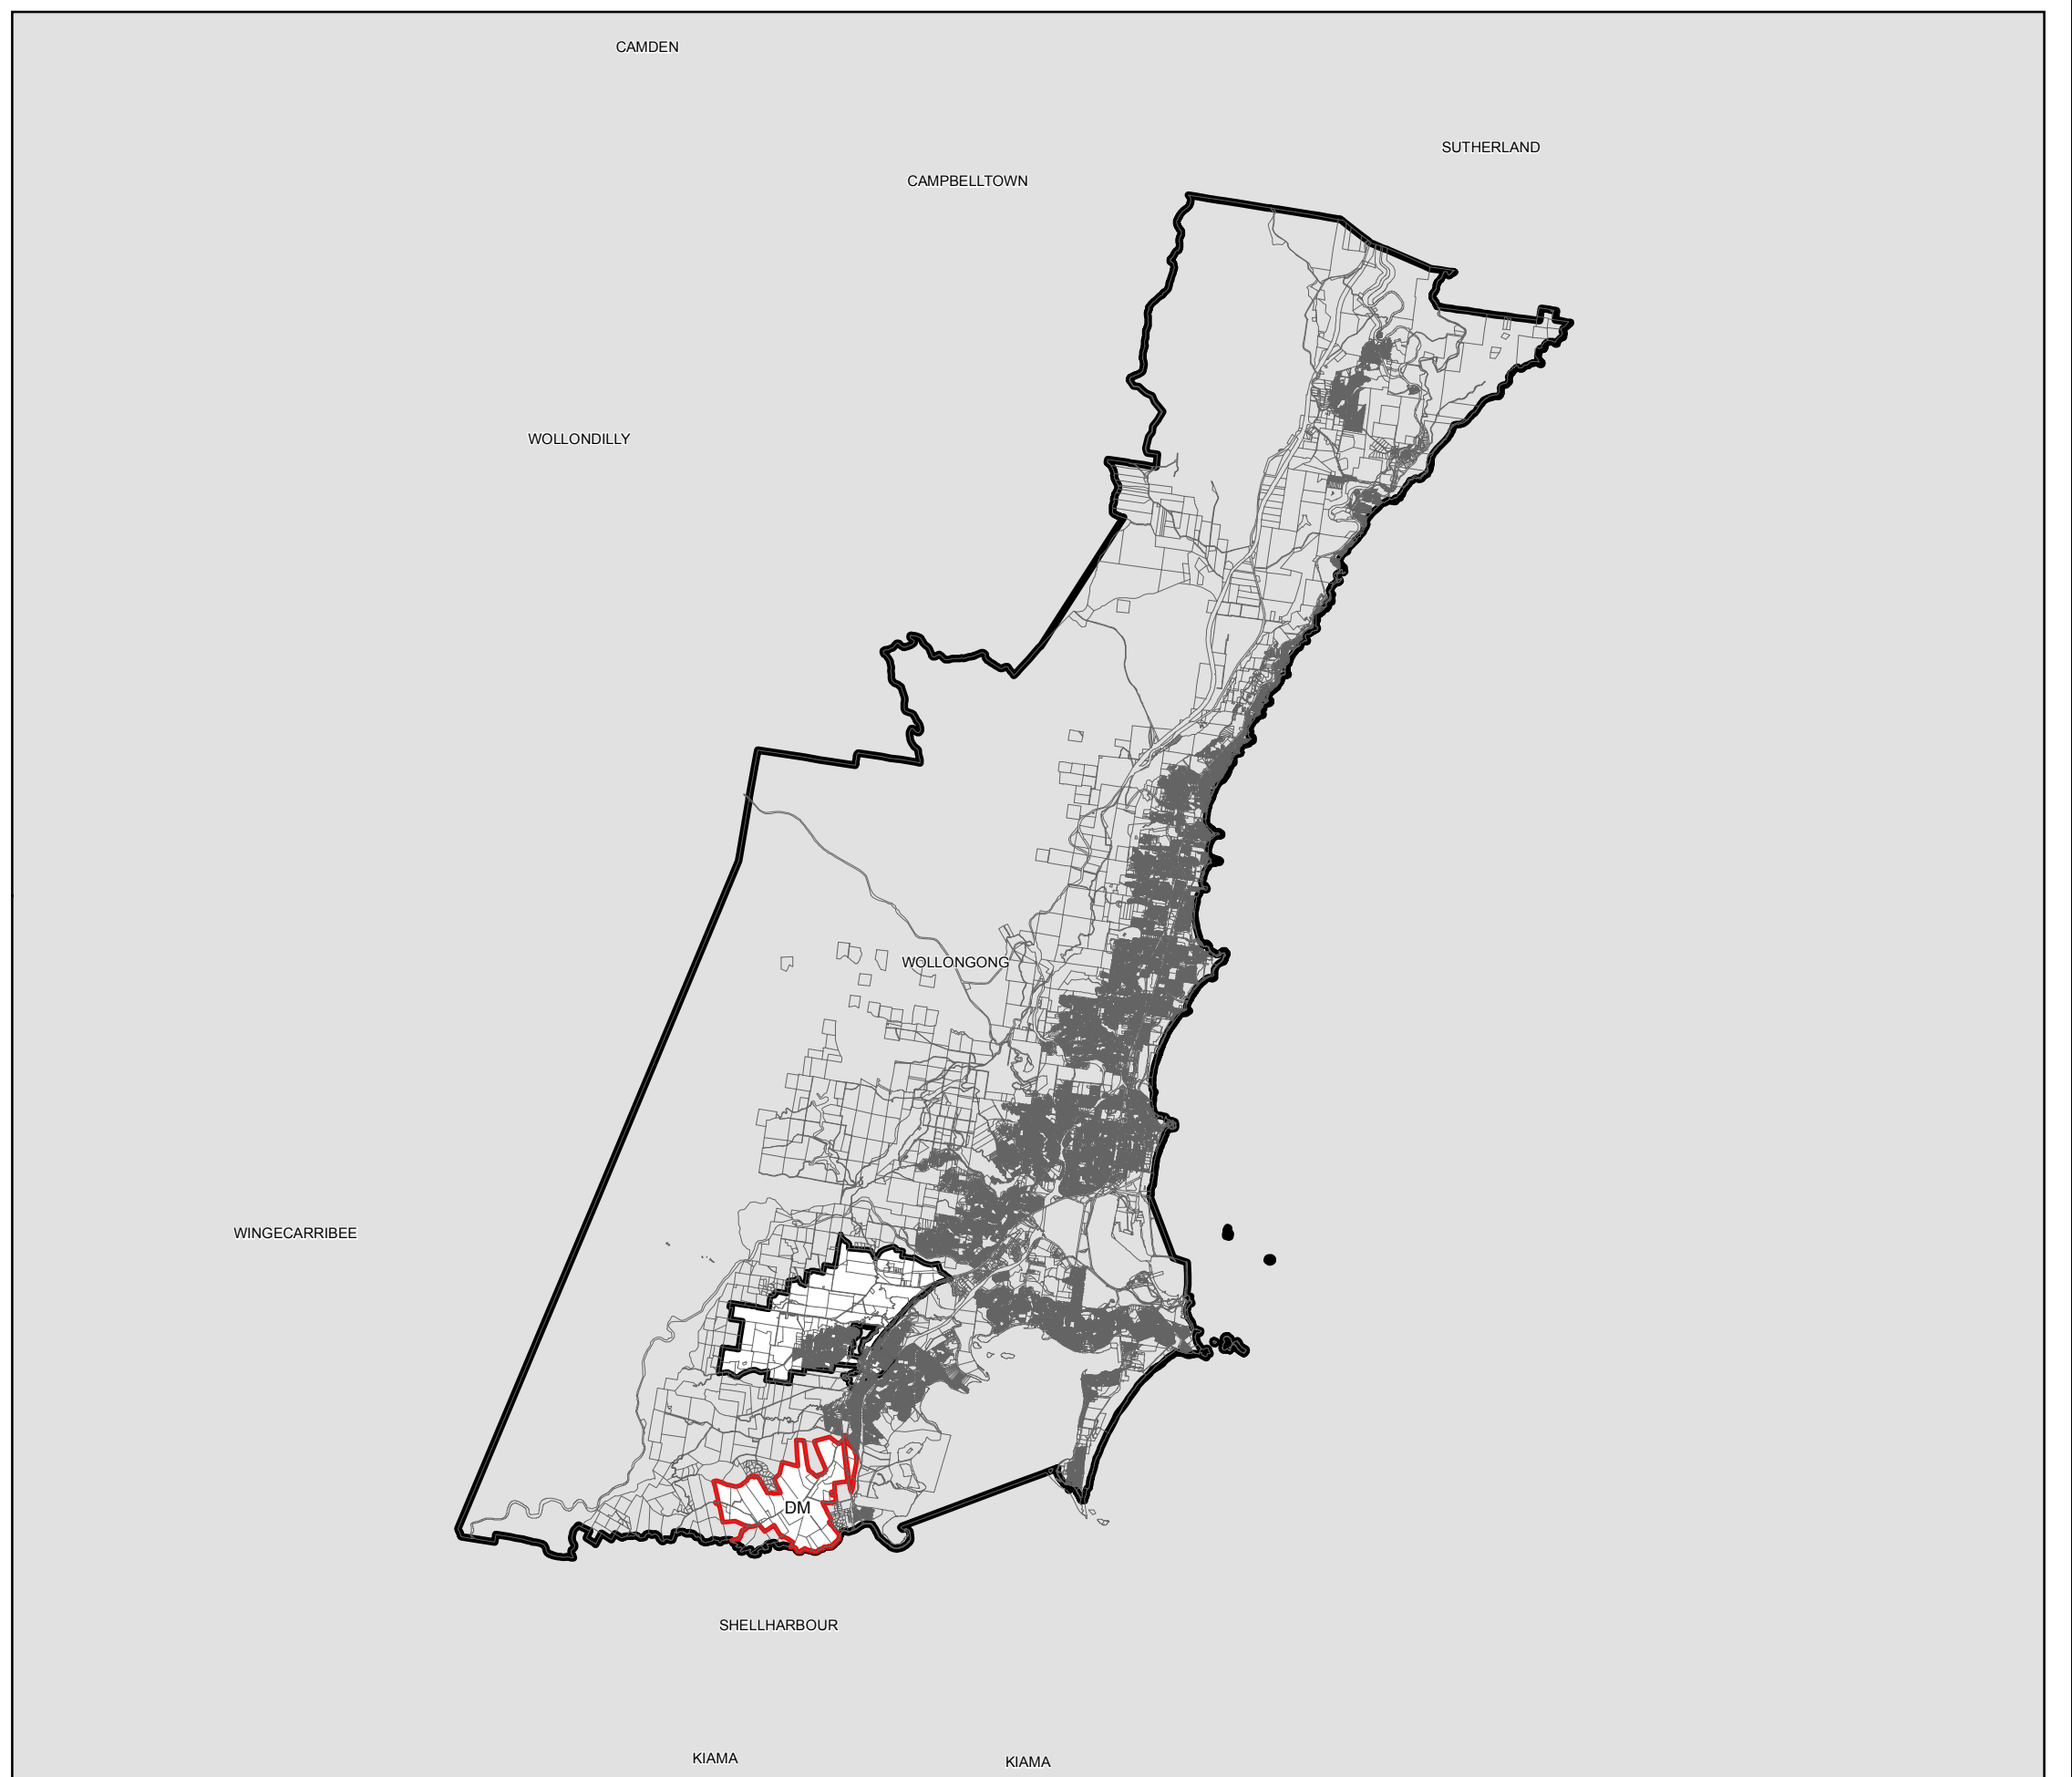 CAMDEN
SUTHERLAND
CAMPBELLTOWN
WOLLONDILLY
WOLLONGONG
WINGECARRIBEE
DM
SHELLHARBOUR
KIAMA
KIAMA